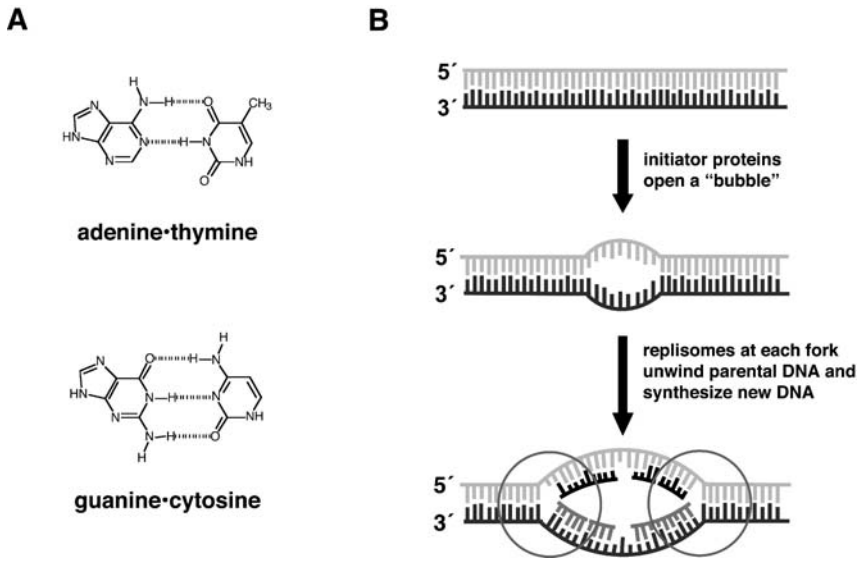 A
H
N
N
H
O
CH3
HN
N
N
H
N
N
O
NH
adenine•thymine
H
O
H
N
N
HN
N
H
N
N
N
H
O
NH
H
guanine•cytosine
B
5´
3´
initiator proteins
open a “bubble”
5´
3´
replisomes at each fork
unwind parental DNA and
synthesize new DNA
5´
3´